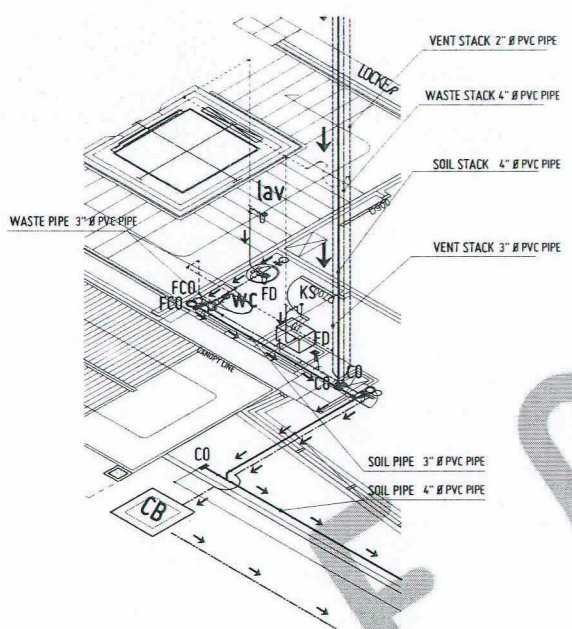 VENT STACK 2" Ø PVC PIPE
LOCKER
WASTE STACK 4" Ø PVC PIPE
SOIL STACK 4" Ø PVC PIPE
lav
WASTE PIPE 3" Ø PVC PIPE
VENT STACK 3" Ø PVC PIPE
FCO
FD
KS
FCO
WC
FD
CANOPY LINE
CO
CO
CO
SOIL PIPE 3" Ø PVC PIPE
SOIL PIPE 4" Ø PVC PIPE
CB